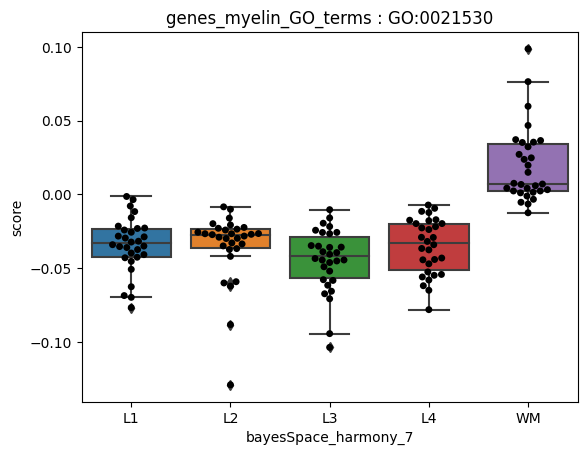 genes_myelin_GO_terms : GO:0021530
0.10
0.05
0.00
−0.05
−0.10
score
L1 L2 L3 L4 WM
bayesSpace_harmony_7